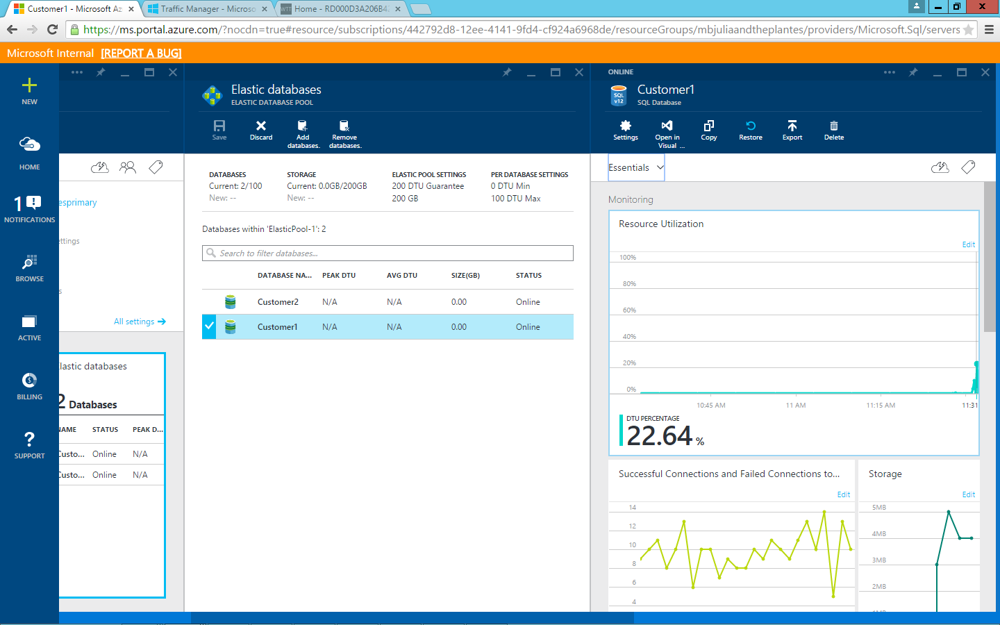 Customer1 - Microsoft Az
Traffic Manager - Microso
Home - RD000D3A206B42
https://ms.portal.azure.com/?nocdn=true#resource/subscriptions/442792d8-12ee-4141-9fd4-cf924a6968de/resourceGroups/mbjuliaandtheplantes/providers/Microsoft.Sql/servers
Microsoft Internal [REPORT A BUG]
NEW
HOME
1
NOTIFICATIONS
BROWSE
ACTIVE
BILLING
SUPPORT
esprimary
ettings
s
All settings
Elastic databases
2 Databases
NAME STATUS PEAK D...
Custo... Online N/A
Custo... Online N/A
Elastic databases
ELASTIC DATABASE POOL
Save
Discard
Add databases.
Remove databases.
DATABASES
Current: 2/100
New: --
STORAGE
Current: 0.0GB/200GB
New: --
ELASTIC POOL SETTINGS
200 DTU Guarantee
200 GB
PER DATABASE SETTINGS
0 DTU Min
100 DTU Max
Databases within 'ElasticPool-1': 2
Search to filter databases...
DATABASE NA... PEAK DTU AVG DTU SIZE(GB) STATUS
Customer2 N/A N/A 0.00 Online
Customer1 N/A N/A 0.00 Online
ONLINE
SQL v12
Customer1
SQL Database
Settings
Open in Visual ...
Copy
Restore
Export
Delete
Essentials
Monitoring
Resource Utilization
Edit
100%
80%
60%
40%
20%
0%
10:45 AM 11 AM 11:15 AM 11:31
DTU PERCENTAGE
22.64 %
Successful Connections and Failed Connections to...
Edit
14
12
10
8
6
4
Storage
Edit
5MB
4MB
3MB
2MB